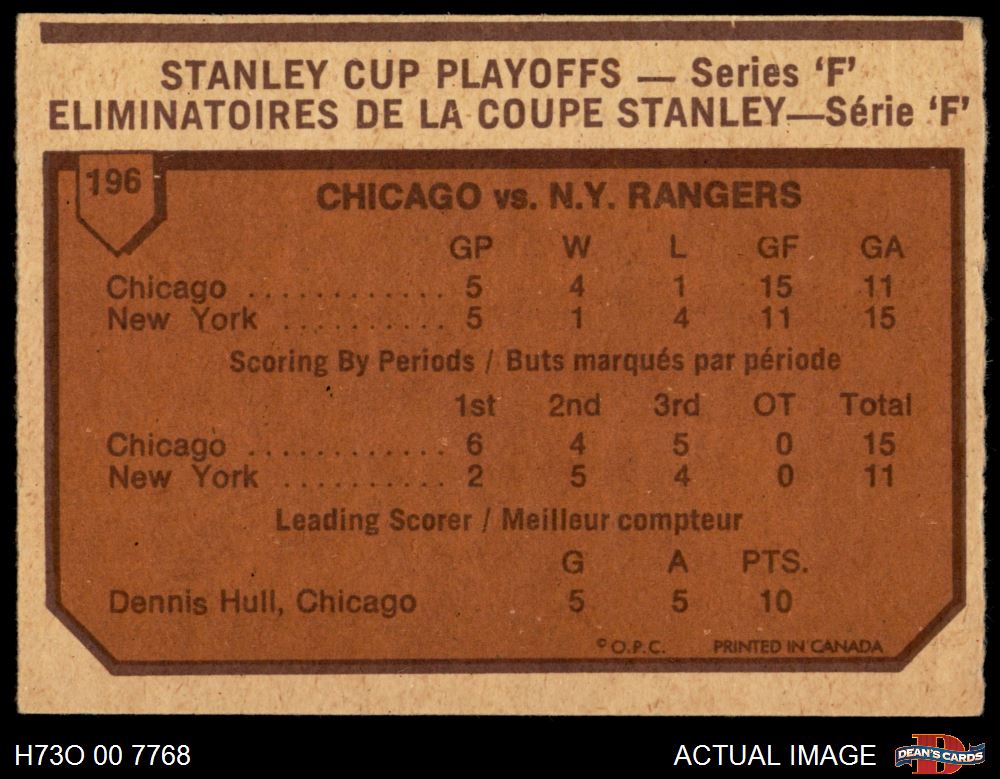 STANLEY CUP PLAYOFFS — Series ‘F’
ELIMINATOIRES DE LA COUPE STANLEY—Série ‘F’
196
CHICAGO vs. N.Y. RANGERS
GP W L GF GA
Chicago ............ 5 4 1 15 11
New York .......... 5 1 4 11 15
Scoring By Periods / Buts marqués par période
1st 2nd 3rd OT Total
Chicago ............ 6 4 5 0 15
New York .......... 2 5 4 0 11
Leading Scorer / Meilleur compteur
G A PTS.
Dennis Hull, Chicago 5 5 10
© O.P.C. PRINTED IN CANADA
H73O 00 7768 ACTUAL IMAGE DEAN'S CARDS